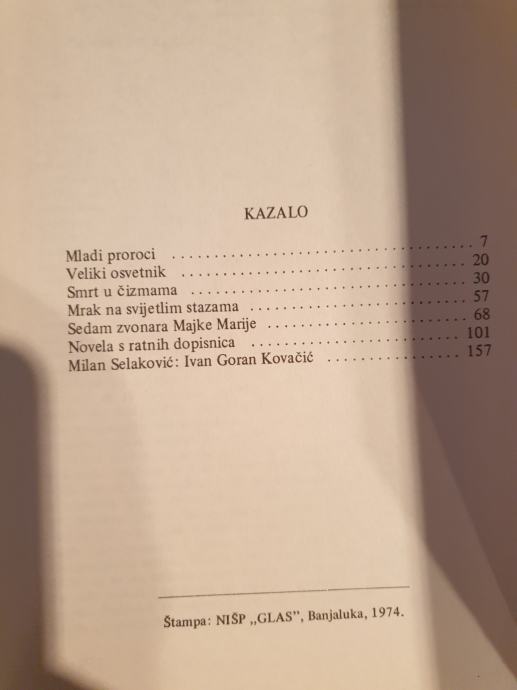 KAZALO
Mladi proroci . . . . . . . . . . . . . . . . . . . . . . . . . . . . . . . . . . . . 7
Veliki osvetnik . . . . . . . . . . . . . . . . . . . . . . . . . . . . . . . . . . 20
Smrt u čizmama . . . . . . . . . . . . . . . . . . . . . . . . . . . . . . . . . 30
Mrak na svijetlim stazama . . . . . . . . . . . . . . . . . . . . . . . . . . 57
Sedam zvonara Majke Marije . . . . . . . . . . . . . . . . . . . . . . . . 68
Novela s ratnih dopisnica . . . . . . . . . . . . . . . . . . . . . . . . . . 101
Milan Selaković: Ivan Goran Kovačić . . . . . . . . . . . . . . . . 157
Štampa: NIŠP „GLAS", Banjaluka, 1974.